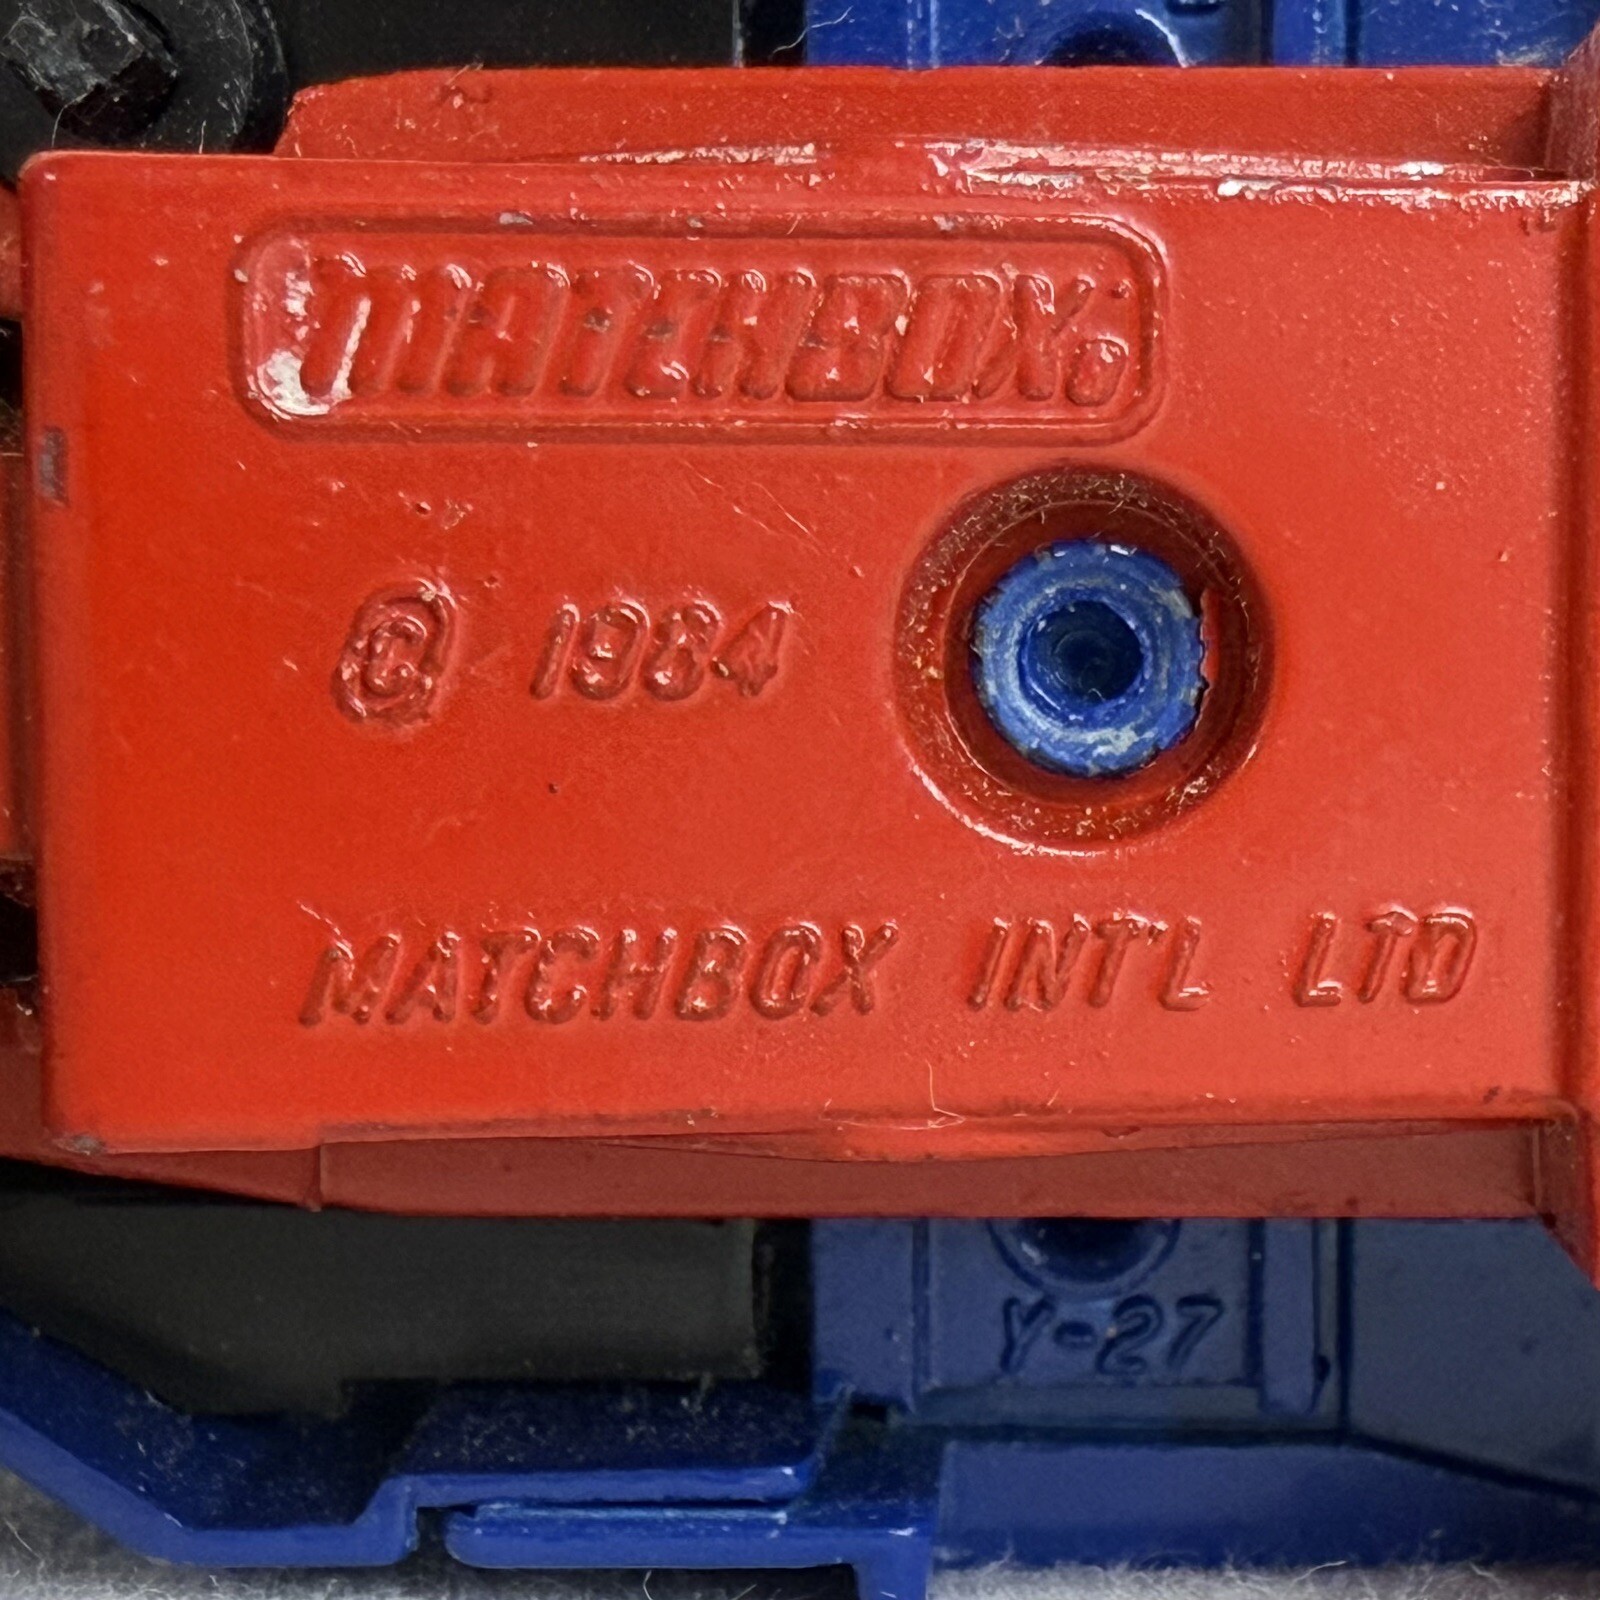 MATCHBOX®
© 1984
MATCHBOX INT'L LTD
Y-27